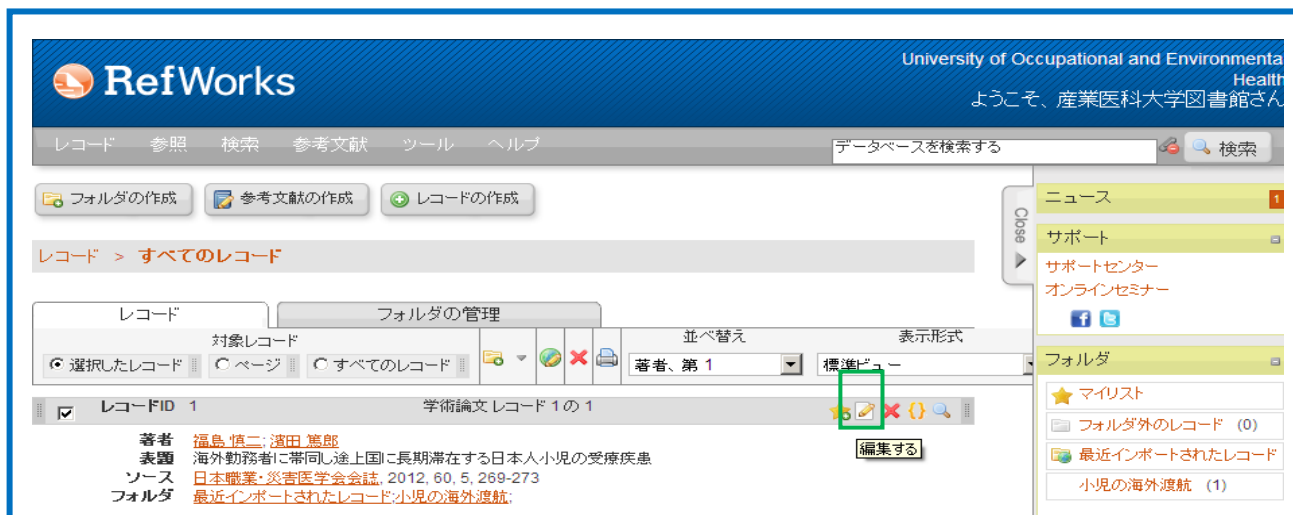 RefWorks
University of Occupational and Environmenta
Health
ようこそ、産業医科大学図書館さん
レコード 参照 検索 参考文献 ツール ヘルプ
データベースを検索する 検索
フォルダの作成 参考文献の作成 レコードの作成
レコード > すべてのレコード
レコード フォルダの管理
対象レコード 並べ替え 表示形式
選択したレコード ページ すべてのレコード 著者、第 1 標準ビュー
レコードID 1 学術論文 レコード 1 の 1
編集する
著者 福島 慎二; 濱田 篤郎
表題 海外勤務者に帯同し途上国に長期滞在する日本人小児の受療疾患
ソース 日本職業・災害医学会会誌, 2012, 60, 5, 269-273
フォルダ 最近インポートされたレコード;小児の海外渡航;
Close
ニュース 1
サポート
サポートセンター
オンラインセミナー
フォルダ
マイリスト
フォルダ外のレコード (0)
最近インポートされたレコード
小児の海外渡航 (1)